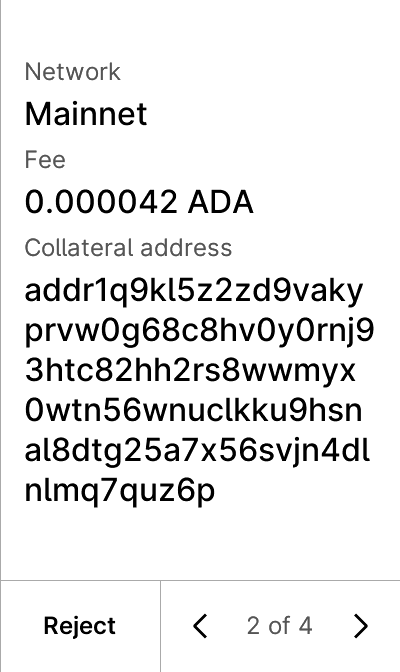 Network
Mainnet
Fee
0.000042 ADA
Collateral address
addr1q9kl5z2zd9vaky
prvw0g68c8hv0y0rnj9
3htc82hh2rs8wwmyx
0wtn56wnuclkku9hsn
al8dtg25a7x56svjn4dl
nlmq7quz6p
Reject
2 of 4